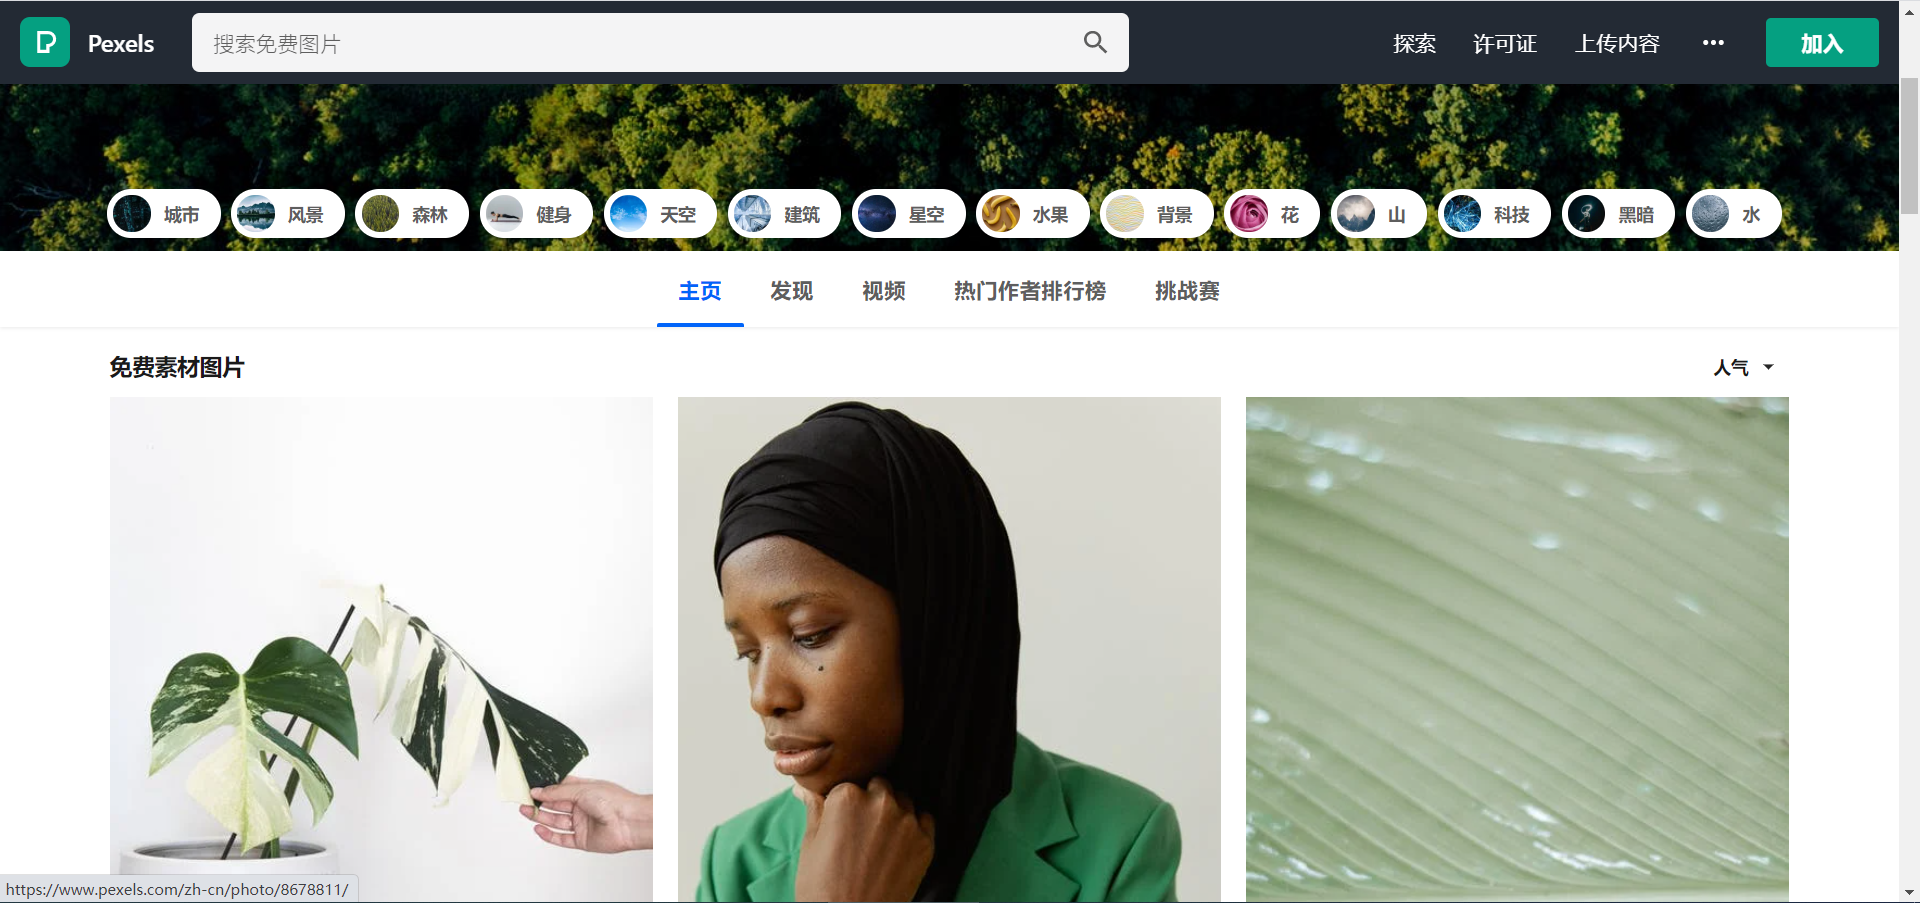 Pexels
搜索免费图片
探索
许可证
上传内容
•••
加入
城市
风景
森林
健身
天空
建筑
星空
水果
背景
花
山
科技
黑暗
水
主页
发现
视频
热门作者排行榜
挑战赛
免费素材图片
人气
https://www.pexels.com/zh-cn/photo/8678811/